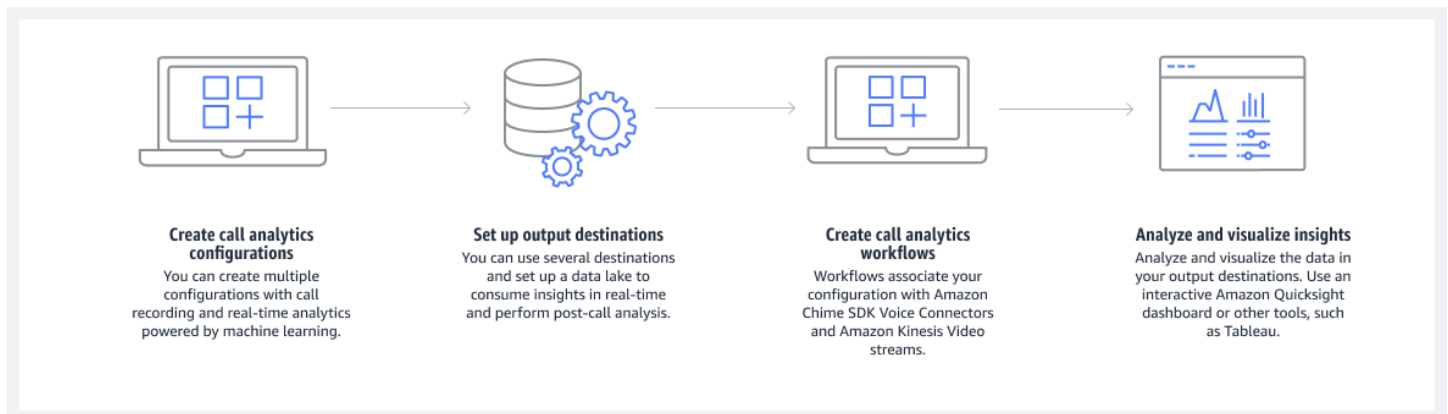 Create call analytics
configurations
You can create multiple
configurations with call
recording and real-time analytics
powered by machine learning.
Set up output destinations
You can use several destinations
and set up a data lake to
consume insights in real-time
and perform post-call analysis.
Create call analytics
workflows
Workflows associate your
configuration with Amazon
Chime SDK Voice Connectors
and Amazon Kinesis Video
streams.
Analyze and visualize insights
Analyze and visualize the data in
your output destinations. Use an
interactive Amazon Quicksight
dashboard or other tools, such
as Tableau.